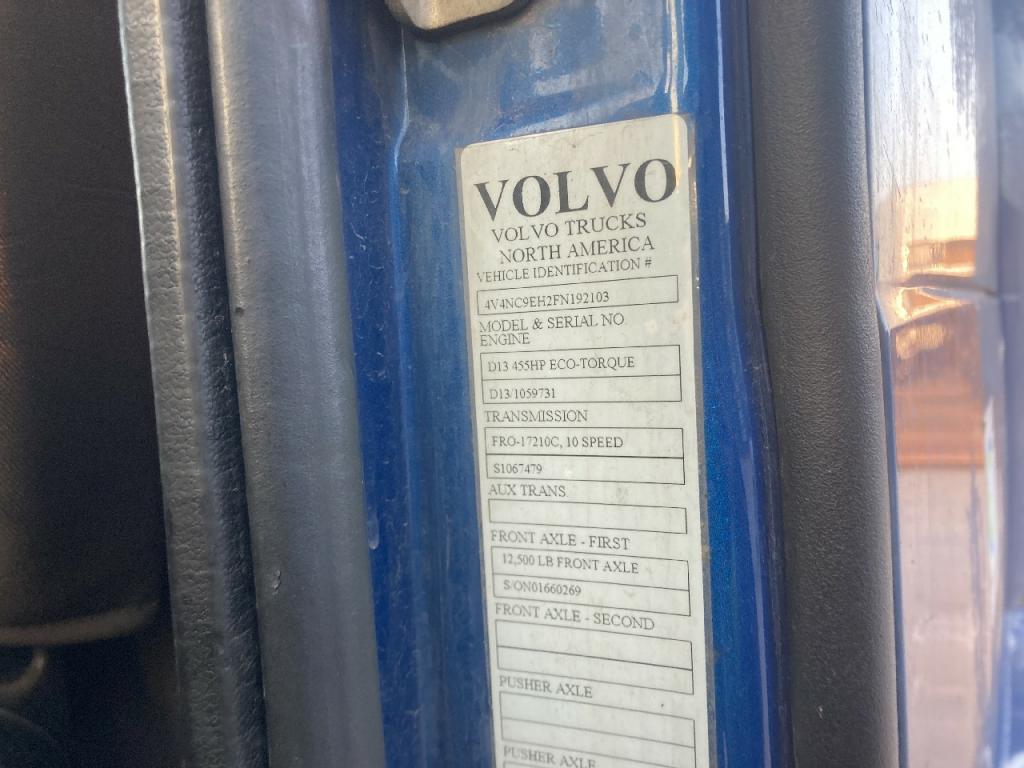 VOLVO
VOLVO TRUCKS
NORTH AMERICA
VEHICLE IDENTIFICATION #
4V4NC9EH2FN192103
MODEL & SERIAL NO
ENGINE
D13 455HP ECO-TORQUE
D13/1059731
TRANSMISSION
FRO-17210C, 10 SPEED
S1067479
AUX TRANS
FRONT AXLE - FIRST
12,500 LB FRONT AXLE
S/ON01660269
FRONT AXLE - SECOND
PUSHER AXLE
PUSHER AXLE